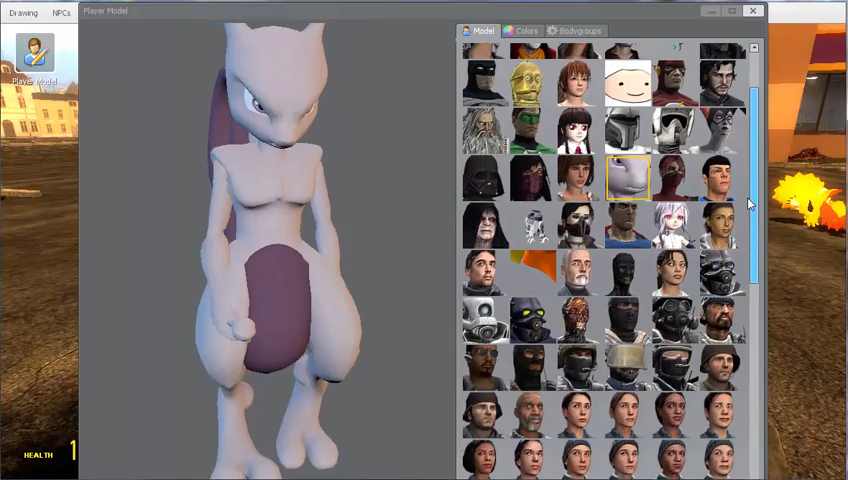 Drawing NPCs
Player Model
Model Colors Bodygroups
Player Model
HEALTH 1